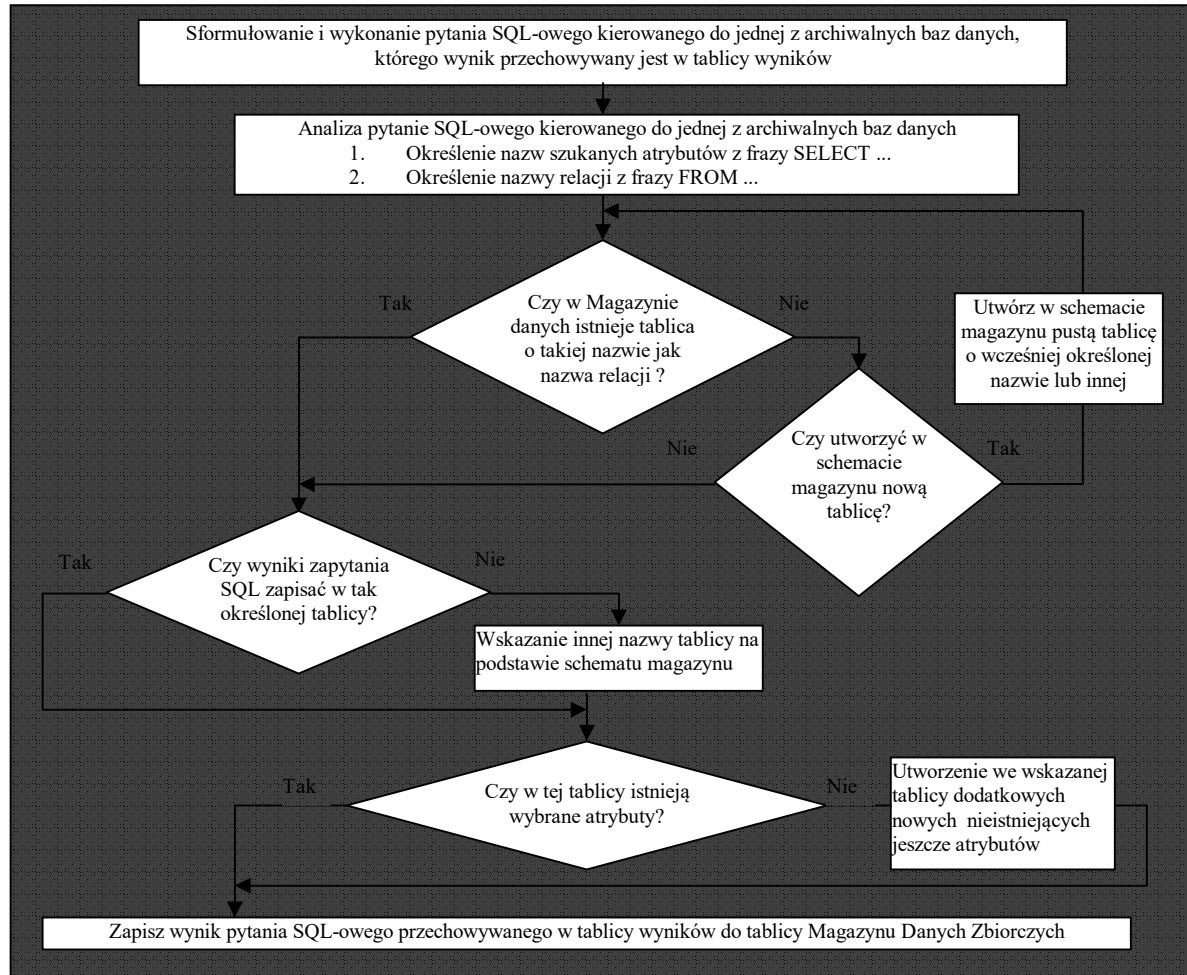 Sformułowanie i wykonanie pytania SQL-owego kierowanego do jednej z archiwalnych baz danych,
którego wynik przechowywany jest w tablicy wyników
Analiza pytanie SQL-owego kierowanego do jednej z archiwalnych baz danych
1. Określenie nazw szukanych atrybutów z frazy SELECT ...
2. Określenie nazwy relacji z frazy FROM ...
Tak
Czy w Magazynie
danych istnieje tablica
o takiej nazwie jak
nazwa relacji ?
Nie
Utwórz w schemacie
magazynu pustą tablicę
o wcześniej określonej
nazwie lub innej
Nie
Czy utworzyć w
schemacie
magazynu nową
tablicę?
Tak
Tak
Czy wyniki zapytania
SQL zapisać w tak
określonej tablicy?
Nie
Wskazanie innej nazwy tablicy na
podstawie schematu magazynu
Tak
Czy w tej tablicy istnieją
wybrane atrybuty?
Nie
Utworzenie we wskazanej
tablicy dodatkowych
nowych nieistniejących
jeszcze atrybutów
Zapisz wynik pytania SQL-owego przechowywanego w tablicy wyników do tablicy Magazynu Danych Zbiorczych